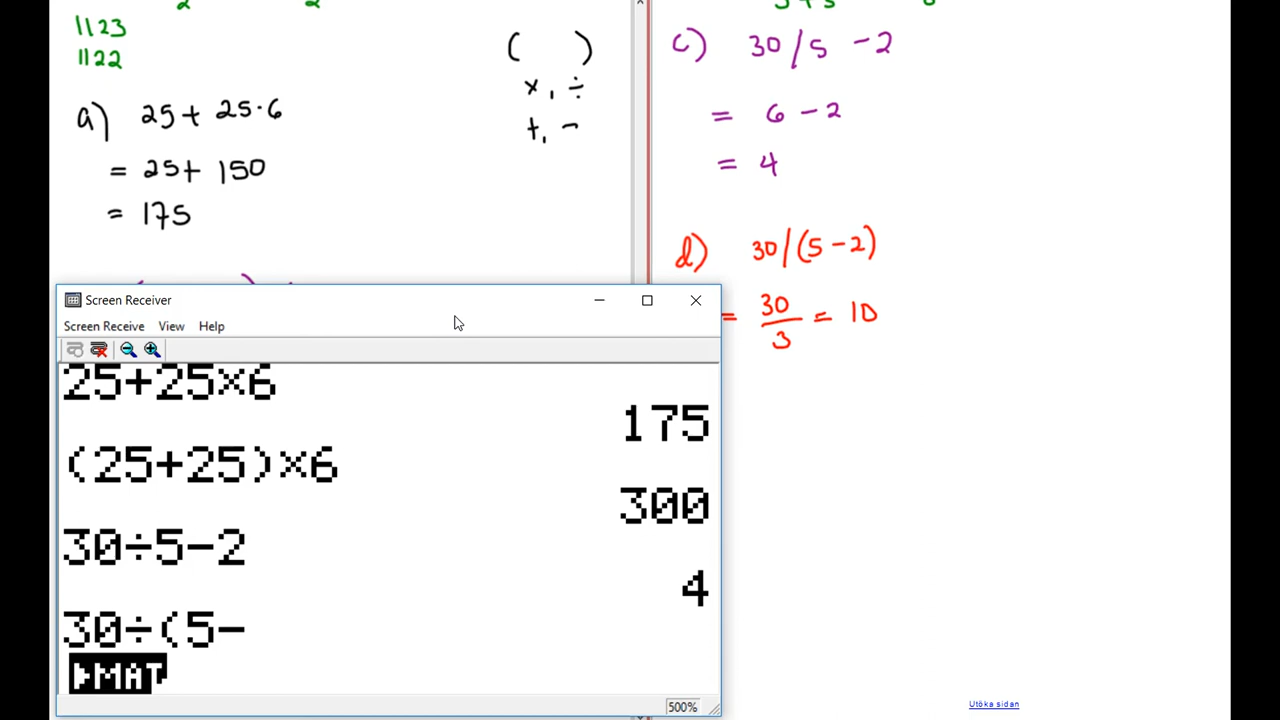 1123
1122
a) 25 + 25·6
= 25 + 150
= 175
( )
×, ÷
+, -
c) 30/5 - 2
= 6 - 2
= 4
d) 30/(5 - 2)
= 30/3 = 10
Screen Receiver
Screen Receive View Help
25+25×6
175
(25+25)×6
300
30÷5-2
4
30÷(5-
▶MAT
500%
Utöka sidan